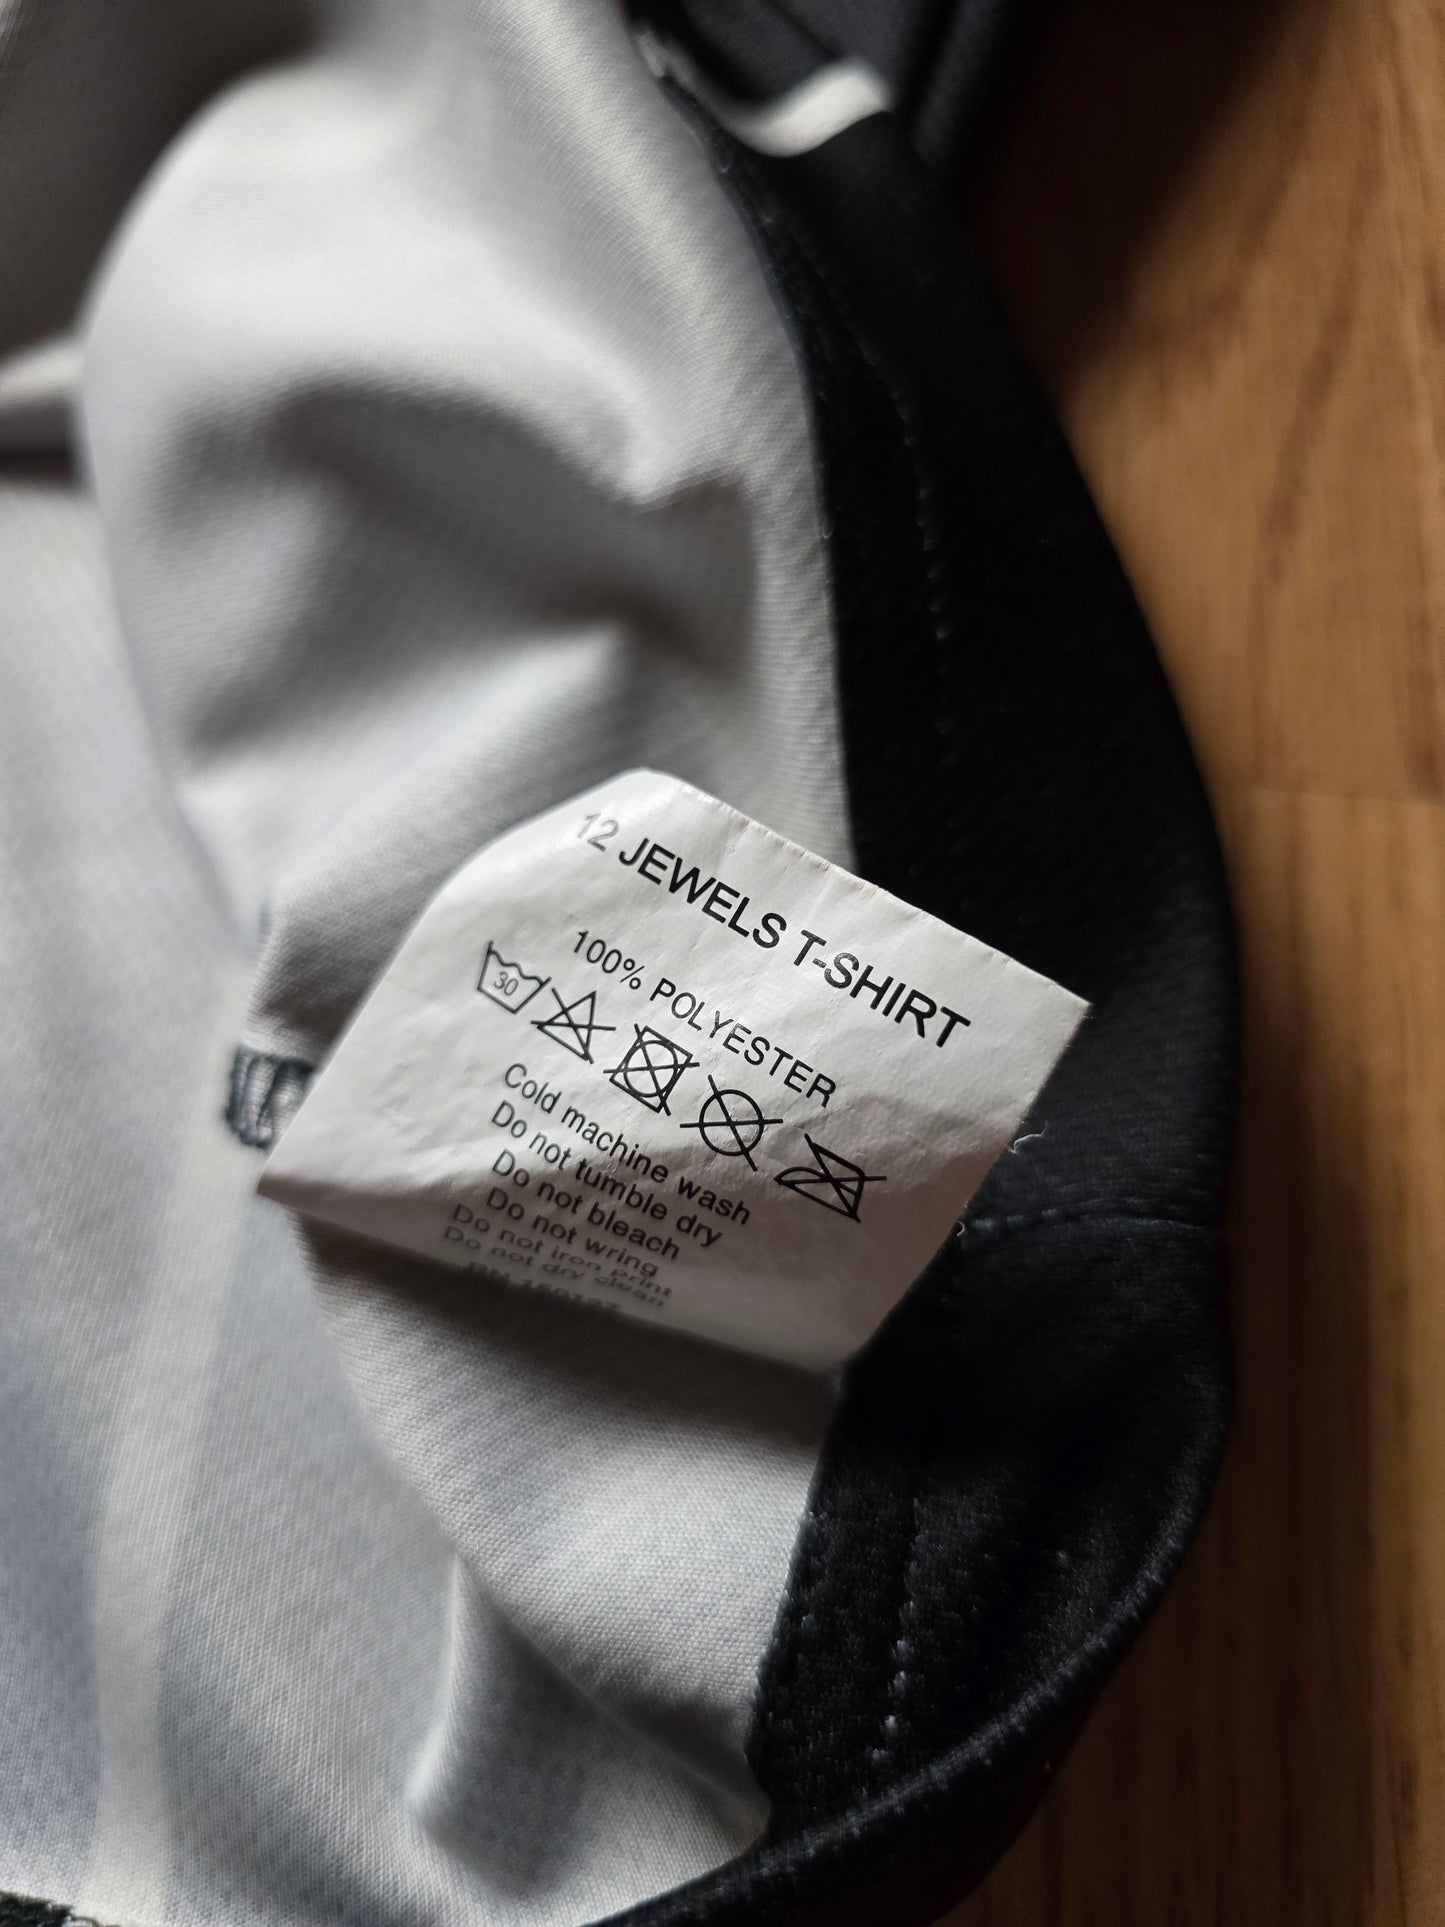 12 JEWELS T-SHIRT
100% POLYESTER
30
Cold machine wash
Do not tumble dry
Do not bleach
Do not wring
Do not iron print
Do not dry clean